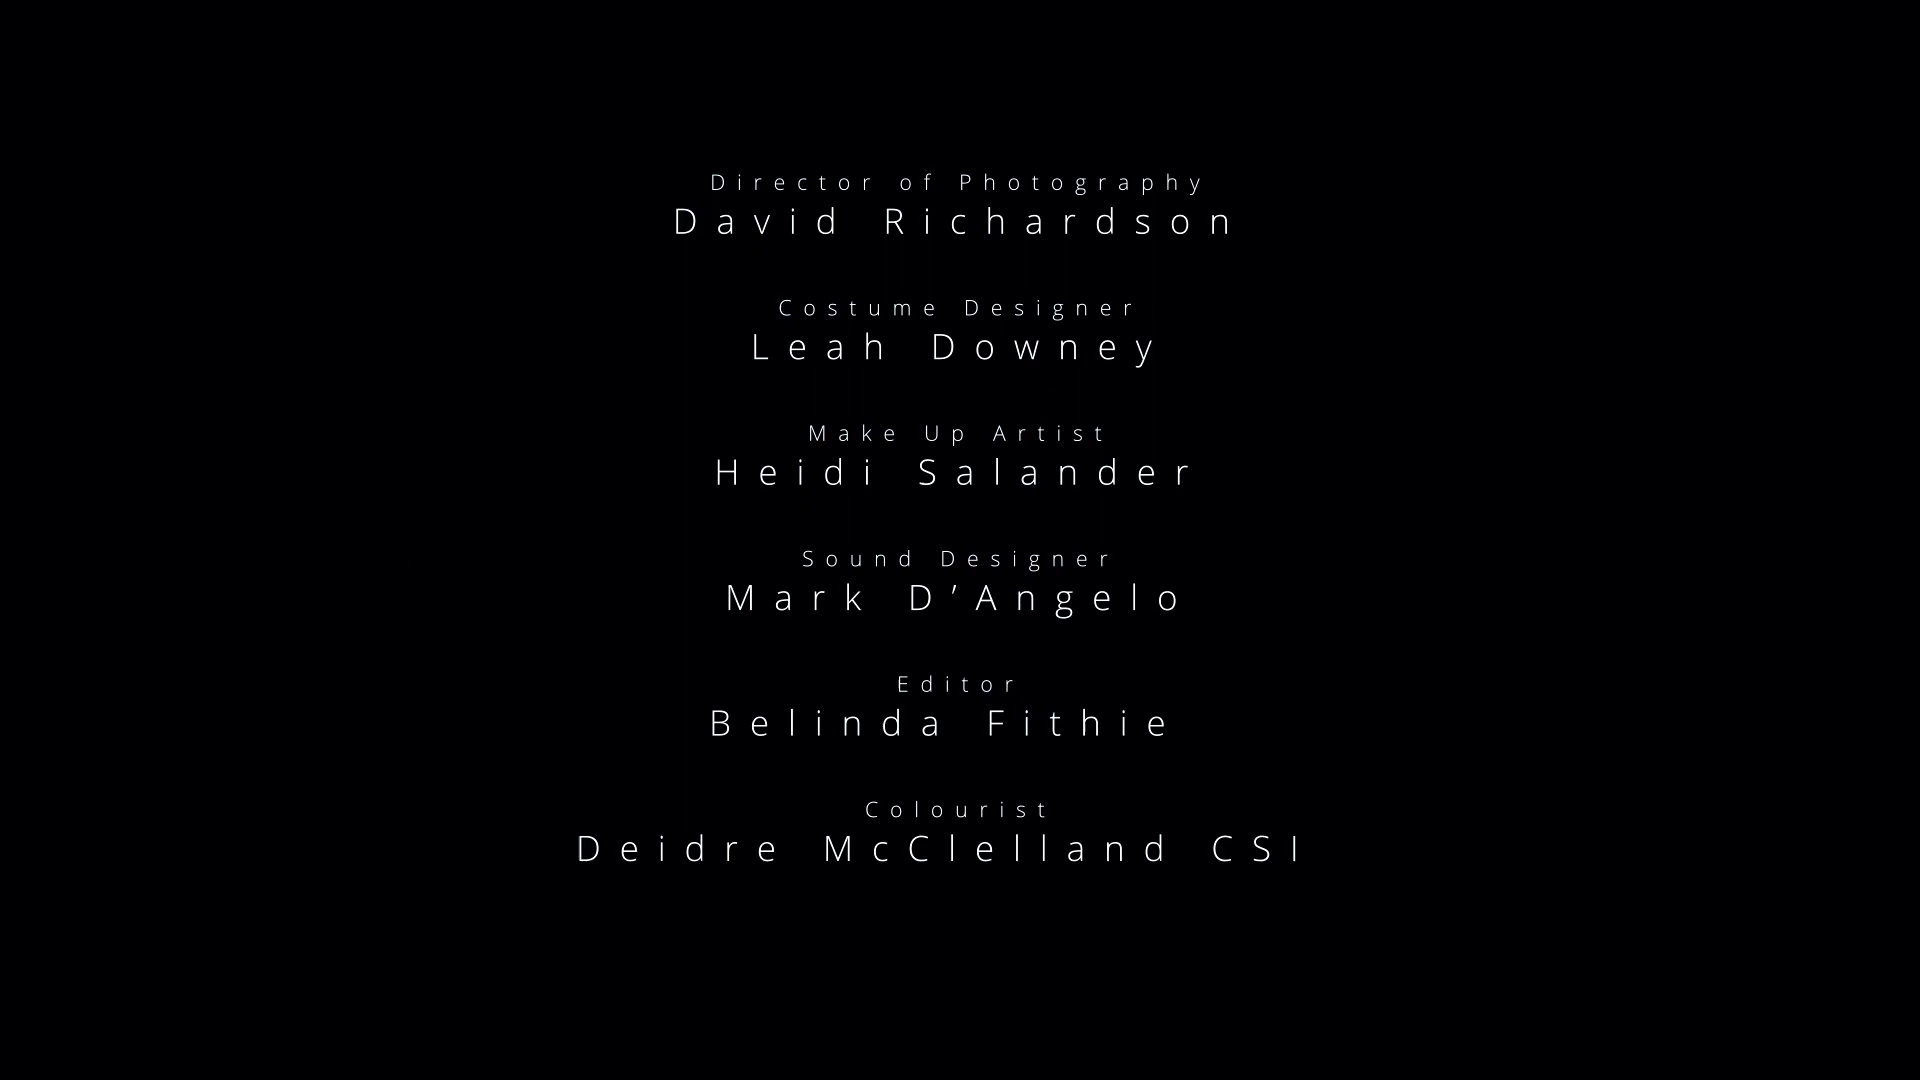 Director of Photography
David Richardson
Costume Designer
Leah Downey
Make Up Artist
Heidi Salander
Sound Designer
Mark D’Angelo
Editor
Belinda Fithie
Colourist
Deidre McClelland CSI